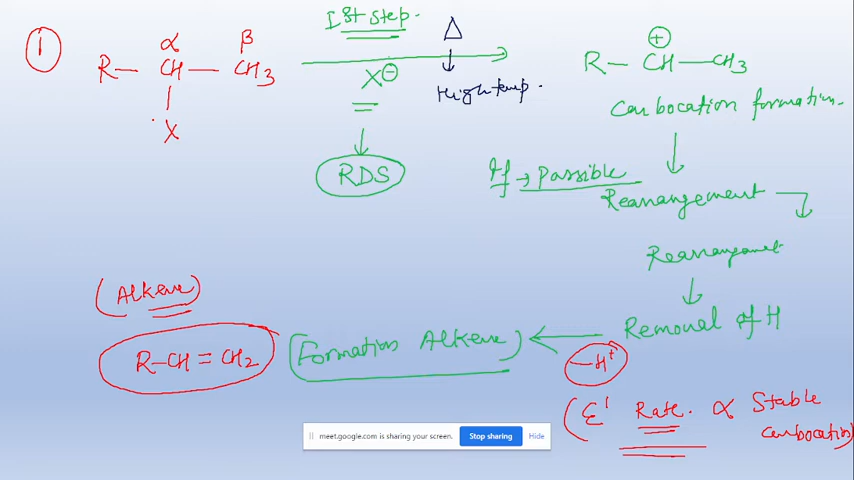 1
α β
R — CH — CH3
X
Ist Step.
Δ
X⊖
High temp.
RDS
⊕
R — CH — CH3
Carbocation formation.
If → Possible
Rearrangement
Rearrangement
Removal of H
−H+
(Formation Alkene)
(Alkene)
R–CH=CH2
(E1 Rate. ∝ Stable
carbocation)
meet.google.com is sharing your screen. Stop sharing Hide